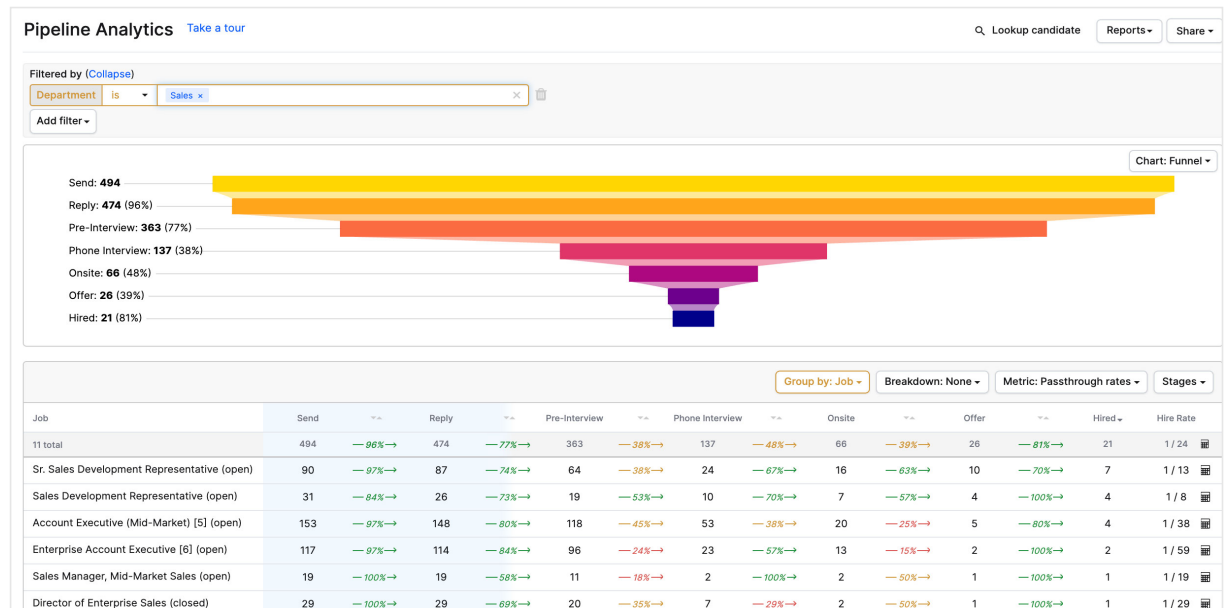 Pipeline Analytics Take a tour Lookup candidate Reports Share
Filtered by (Collapse)
Department is Sales × ×
Add filter
Chart: Funnel
Send: 494
Reply: 474 (96%)
Pre-Interview: 363 (77%)
Phone Interview: 137 (38%)
Onsite: 66 (48%)
Offer: 26 (39%)
Hired: 21 (81%)
Group by: Job Breakdown: None Metric: Passthrough rates Stages
Job Send Reply Pre-Interview Phone Interview Onsite Offer Hired Hire Rate
11 total 494 —96%→ 474 —77%→ 363 —38%→ 137 —48%→ 66 —39%→ 26 —81%→ 21 1 / 24
Sr. Sales Development Representative (open) 90 —97%→ 87 —74%→ 64 —38%→ 24 —67%→ 16 —63%→ 10 —70%→ 7 1 / 13
Sales Development Representative (open) 31 —84%→ 26 —73%→ 19 —53%→ 10 —70%→ 7 —57%→ 4 —100%→ 4 1 / 8
Account Executive (Mid-Market) [5] (open) 153 —97%→ 148 —80%→ 118 —45%→ 53 —38%→ 20 —25%→ 5 —80%→ 4 1 / 38
Enterprise Account Executive [6] (open) 117 —97%→ 114 —84%→ 96 —24%→ 23 —57%→ 13 —15%→ 2 —100%→ 2 1 / 59
Sales Manager, Mid-Market Sales (open) 19 —100%→ 19 —58%→ 11 —18%→ 2 —100%→ 2 —50%→ 1 —100%→ 1 1 / 19
Director of Enterprise Sales (closed) 29 —100%→ 29 —69%→ 20 —35%→ 7 —29%→ 2 —50%→ 1 —100%→ 1 1 / 29